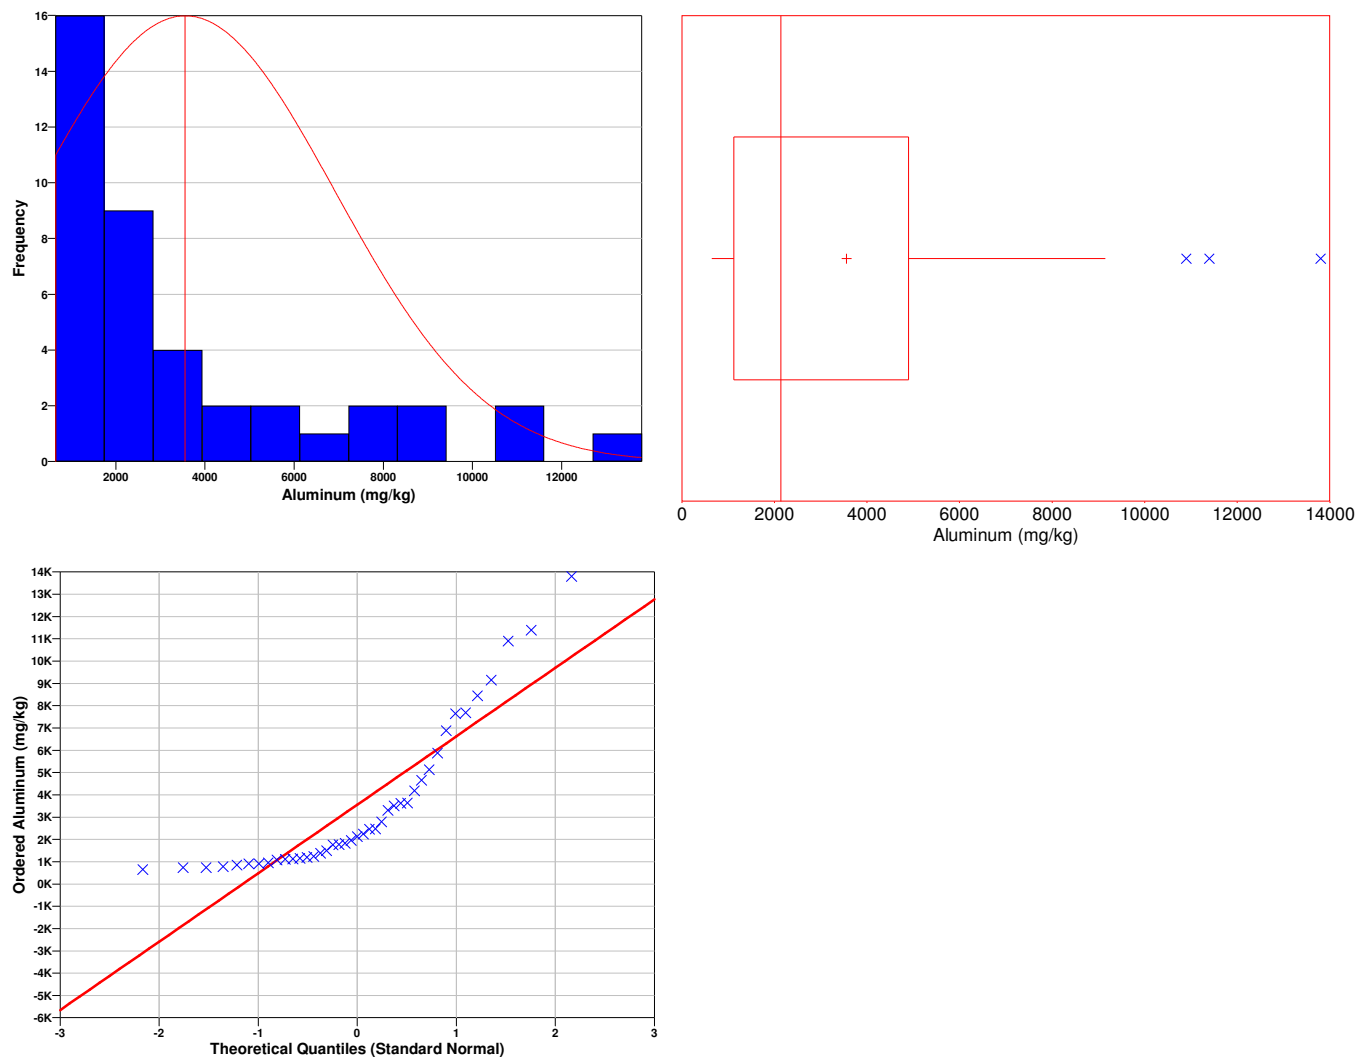 16
14
12
10
8
6
4
2
0
Frequency
2000 4000 6000 8000 10000 12000
Aluminum (mg/kg)
0 2000 4000 6000 8000 10000 12000 14000
Aluminum (mg/kg)
14K
13K
12K
11K
10K
9K
8K
7K
6K
5K
4K
3K
2K
1K
0K
-1K
-2K
-3K
-4K
-5K
-6K
Ordered Aluminum (mg/kg)
-3 -2 -1 0 1 2 3
Theoretical Quantiles (Standard Normal)